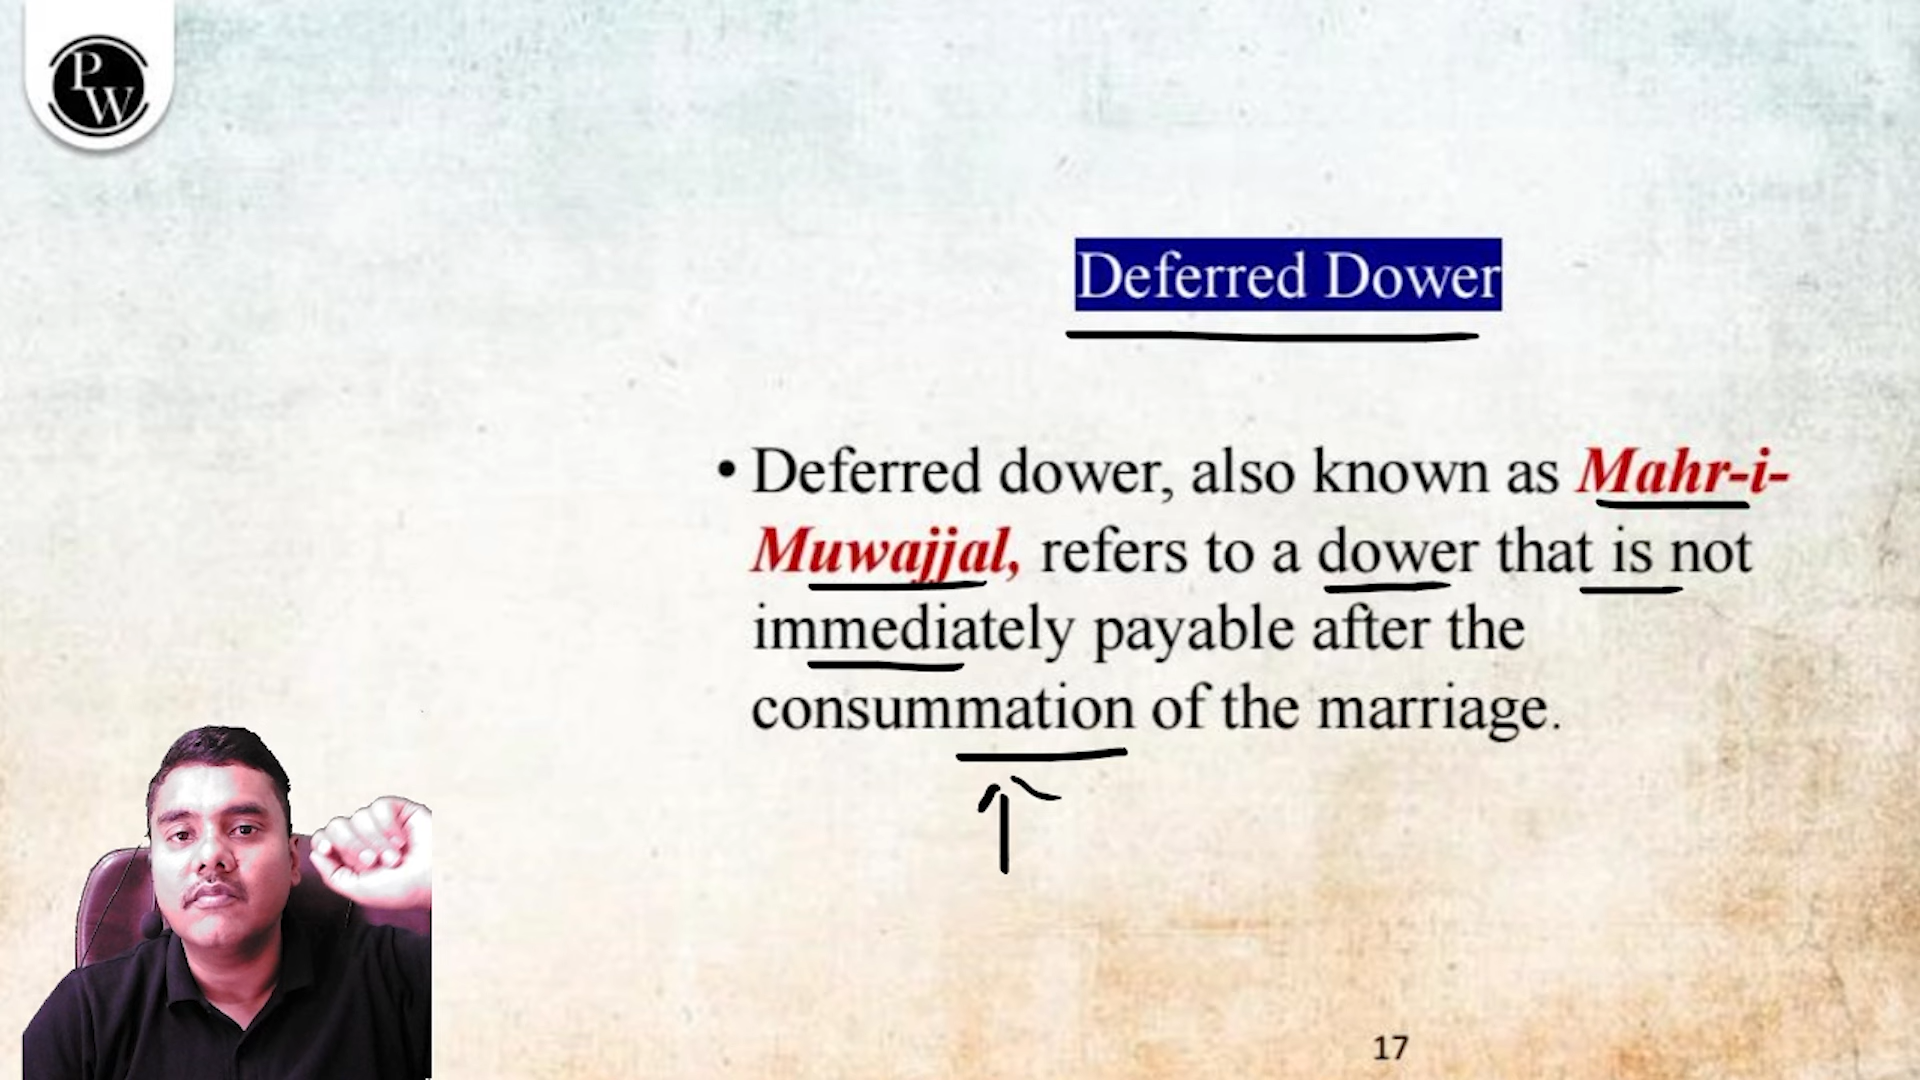 PW
Deferred Dower
• Deferred dower, also known as Mahr-i-
Muwajjal, refers to a dower that is not
immediately payable after the
consummation of the marriage.
17